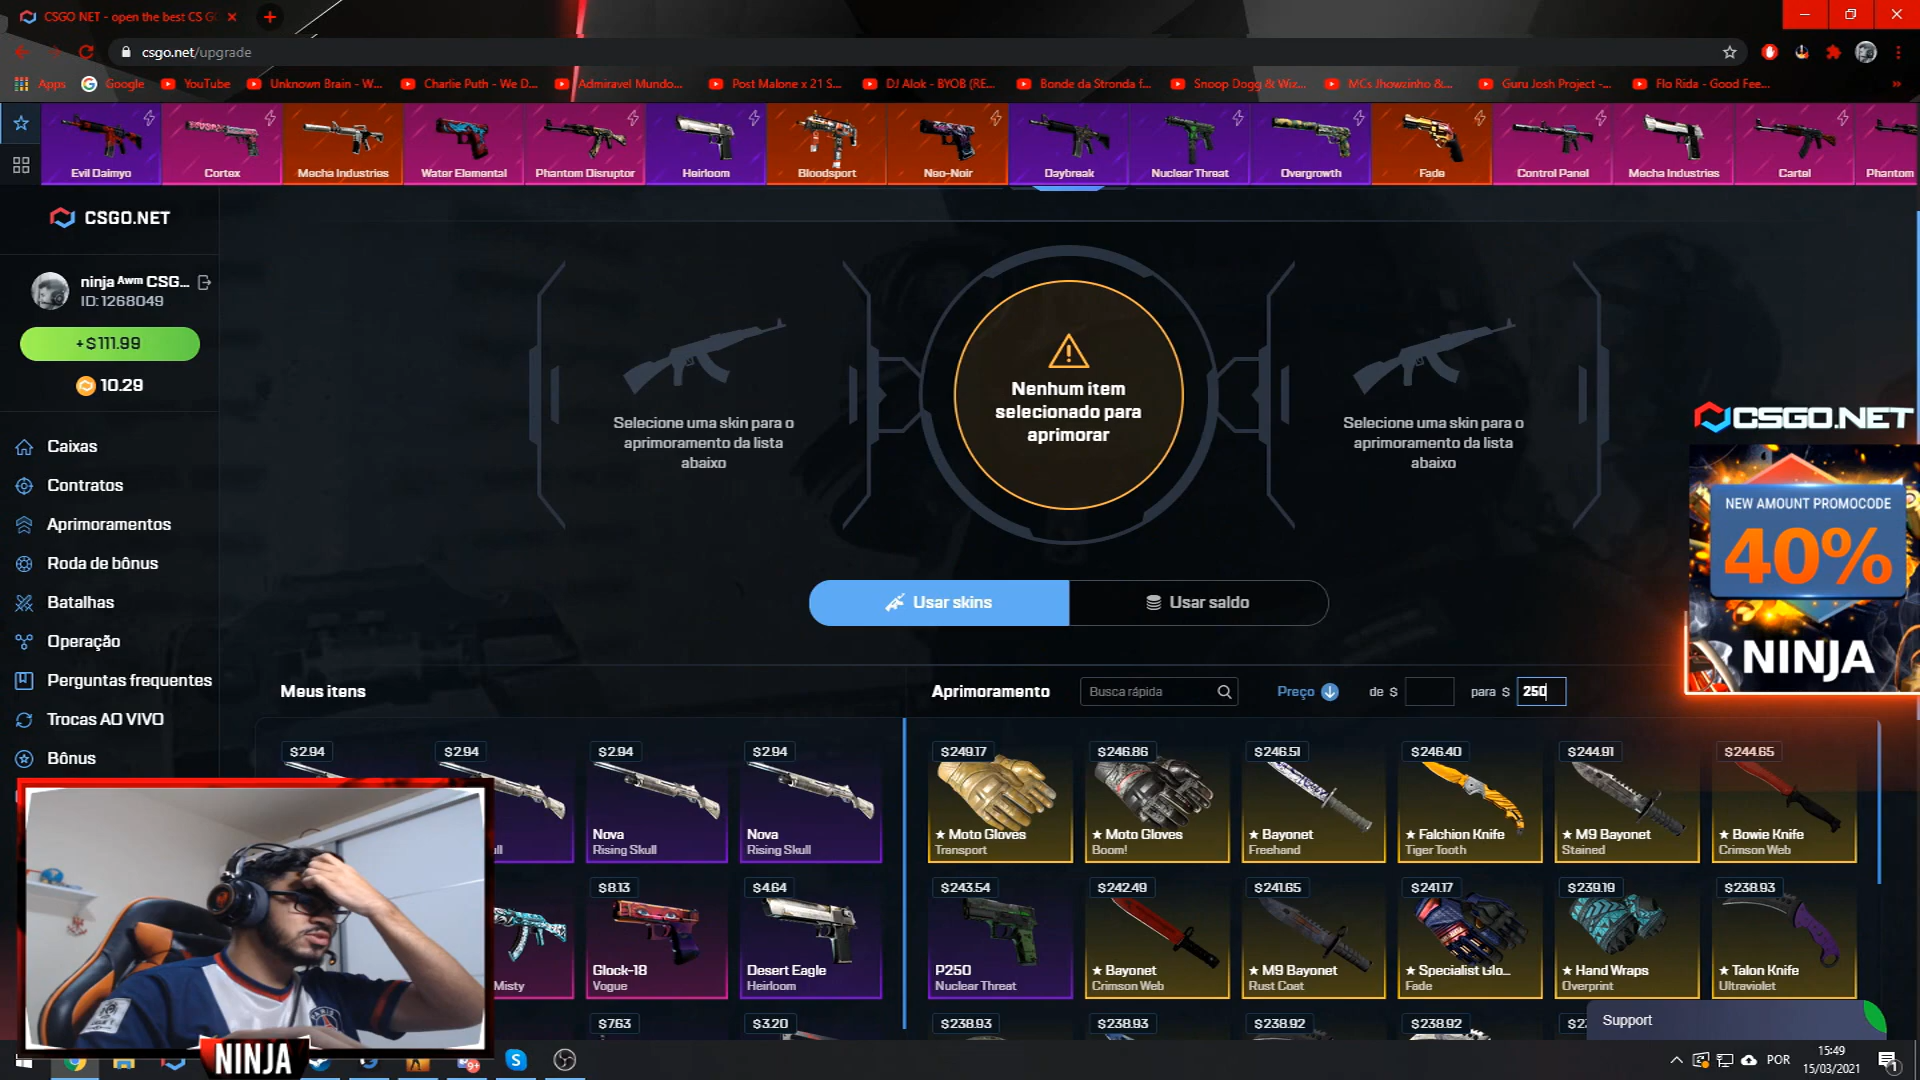 CSGO NET - open the best CS GO
csgo.net/upgrade
Apps
Google
YouTube
Unknown Brain - W...
Charlie Puth - We D...
Admiravel Mundo...
Post Malone x 21 S...
DJ Alok - BYOB (RE...
Bonde da Stronda f...
Snoop Dogg & Wiz...
MCs Jhowzinho &...
Guru Josh Project -...
Flo Rida - Good Fee...
Evil Daimyo
Cortex
Mecha Industries
Water Elemental
Phantom Disruptor
Heirloom
Bloodsport
Neo-Noir
Daybreak
Nuclear Threat
Overgrowth
Fade
Control Panel
Mecha Industries
Cartel
Phantom
CSGO.NET
ninja ᴬʷᵐ CSG...
ID: 1268049
+$111.99
10.29
Caixas
Contratos
Aprimoramentos
Roda de bônus
Batalhas
Operação
Perguntas frequentes
Trocas AO VIVO
Bônus
Selecione uma skin para o
aprimoramento da lista
abaixo
Nenhum item
selecionado para
aprimorar
Selecione uma skin para o
aprimoramento da lista
abaixo
Usar skins
Usar saldo
CSGO.NET
NEW AMOUNT PROMOCODE
40%
NINJA
Meus itens
Aprimoramento
Busca rápida
Preço
de $
para $
250
$2.94
$2.94
$2.94
$2.94
Nova
Rising Skull
Nova
Rising Skull
$8.13
$4.64
Misty
Glock-18
Vogue
Desert Eagle
Heirloom
$7.63
$3.20
$249.17
$246.86
$246.51
$246.40
$244.91
$244.65
★ Moto Gloves
Transport
★ Moto Gloves
Boom!
★ Bayonet
Freehand
★ Falchion Knife
Tiger Tooth
★ M9 Bayonet
Stained
★ Bowie Knife
Crimson Web
$243.54
$242.49
$241.65
$241.17
$239.19
$238.93
P250
Nuclear Threat
★ Bayonet
Crimson Web
★ M9 Bayonet
Rust Coat
★ Specialist Glo...
Fade
★ Hand Wraps
Overprint
★ Talon Knife
Ultraviolet
$238.93
$238.93
$238.92
$238.92
Support
NINJA
POR
15:49
15/03/2021